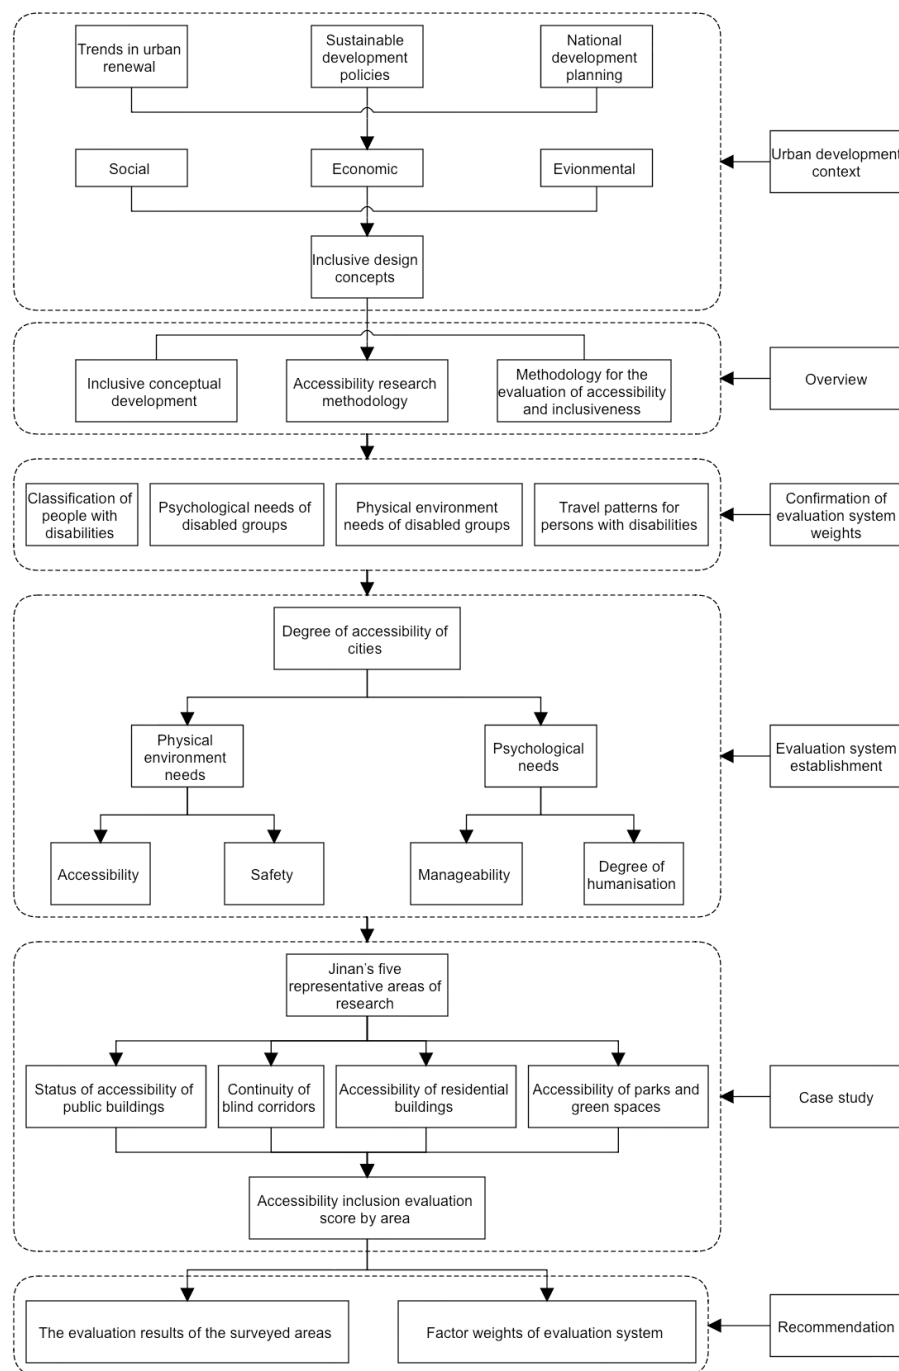 Trends in urban
renewal
Sustainable
development
policies
National
development
planning
Social
Economic
Evionmental
Inclusive design
concepts
Urban development
context
Inclusive conceptual
development
Accessibility research
methodology
Methodology for the
evaluation of accessibility
and inclusiveness
Overview
Classification of
people with
disabilities
Psychological needs of
disabled groups
Physical environment
needs of disabled groups
Travel patterns for
persons with disabilities
Confirmation of
evaluation system
weights
Degree of accessibility of
cities
Physical
environment
needs
Psychological
needs
Accessibility
Safety
Manageability
Degree of
humanisation
Evaluation system
establishment
Jinan's five
representative areas of
research
Status of accessibility of
public buildings
Continuity of
blind corridors
Accessibility of residential
buildings
Accessibility of parks and
green spaces
Accessibility inclusion evaluation
score by area
Case study
The evaluation results of the surveyed areas
Factor weights of evaluation system
Recommendation